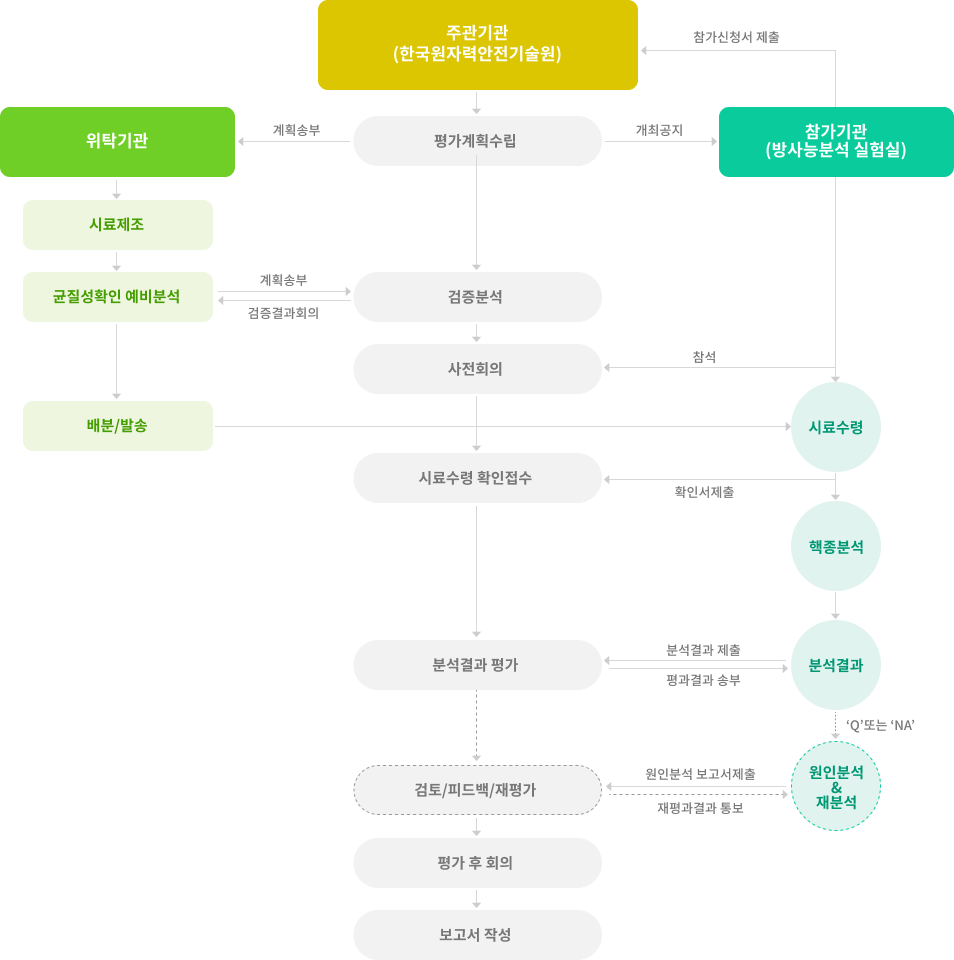 주관기관
(한국원자력안전기술원)
참가신청서 제출
위탁기관
계획송부
평가계획수립
개최공지
참가기관
(방사능분석 실험실)
시료제조
균질성확인 예비분석
계획송부
검증결과회의
검증분석
사전회의
참석
배분/발송
시료수령
시료수령 확인접수
확인서제출
핵종분석
분석결과 평가
분석결과 제출
평과결과 송부
분석결과
‘Q’또는 ‘NA’
검토/피드백/재평가
원인분석 보고서제출
재평과결과 통보
원인분석
&
재분석
평가 후 회의
보고서 작성